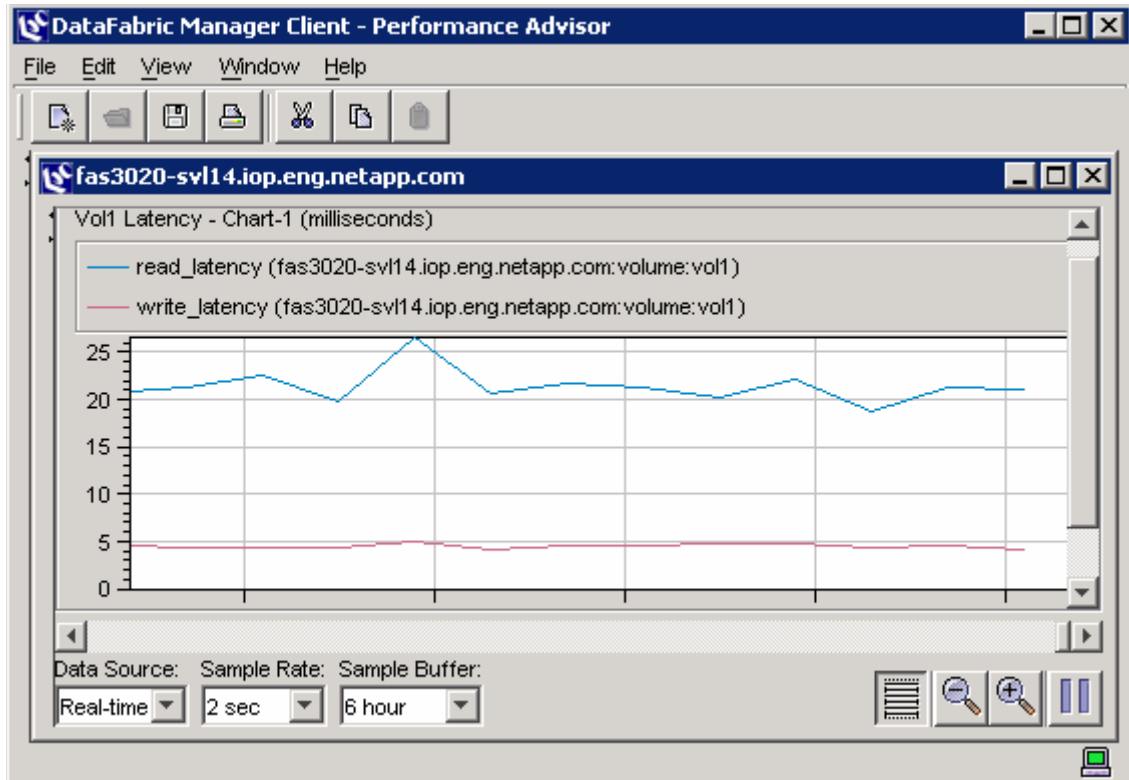 DataFabric Manager Client - Performance Advisor
File Edit View Window Help
fas3020-svl14.iop.eng.netapp.com
Vol1 Latency - Chart-1 (milliseconds)
read_latency (fas3020-svl14.iop.eng.netapp.com:volume:vol1)
write_latency (fas3020-svl14.iop.eng.netapp.com:volume:vol1)
25
20
15
10
5
0
Data Source: Sample Rate: Sample Buffer:
Real-time 2 sec 6 hour